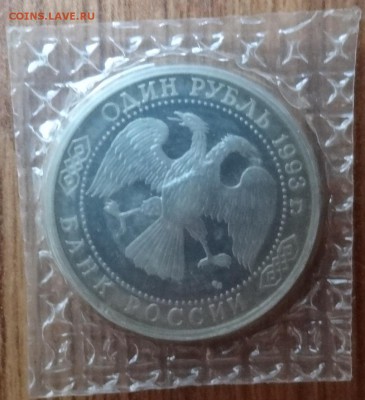 COINS.LAVE.RU
ОДИН РУБЛЬ 1993 Г.
БАНК РОССИИ